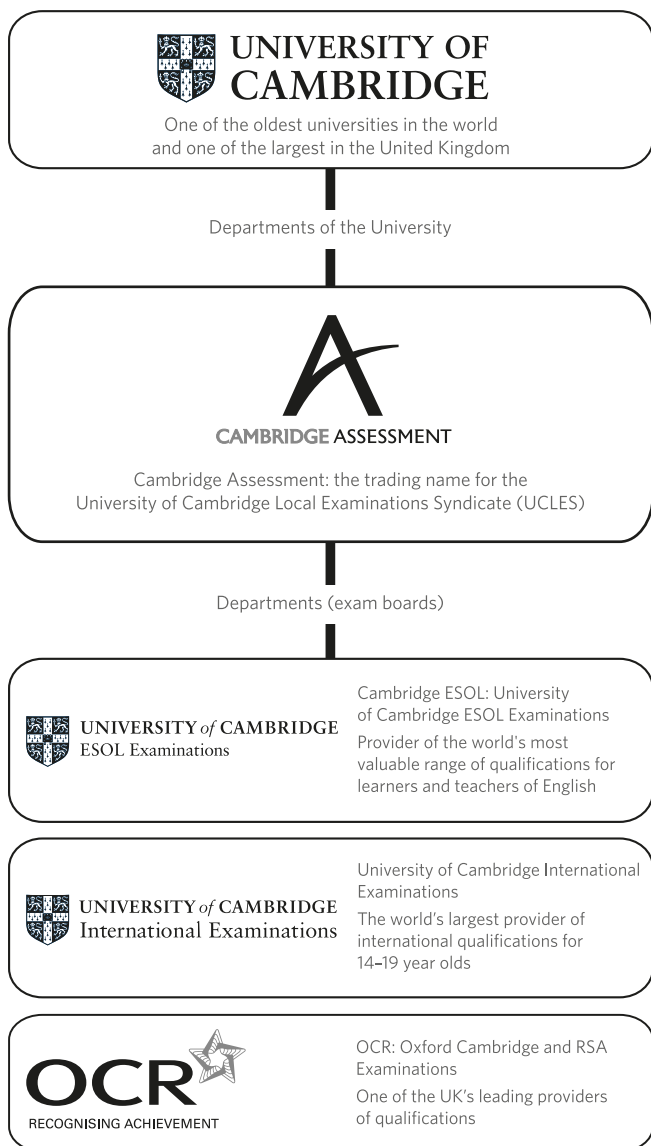 UNIVERSITY OF
CAMBRIDGE
One of the oldest universities in the world
and one of the largest in the United Kingdom
Departments of the University
CAMBRIDGE ASSESSMENT
Cambridge Assessment: the trading name for the
University of Cambridge Local Examinations Syndicate (UCLES)
Departments (exam boards)
UNIVERSITY of CAMBRIDGE
ESOL Examinations
Cambridge ESOL: University
of Cambridge ESOL Examinations
Provider of the world's most
valuable range of qualifications for
learners and teachers of English
UNIVERSITY of CAMBRIDGE
International Examinations
University of Cambridge International
Examinations
The world’s largest provider of
international qualifications for
14–19 year olds
OCR
RECOGNISING ACHIEVEMENT
OCR: Oxford Cambridge and RSA
Examinations
One of the UK’s leading providers
of qualifications